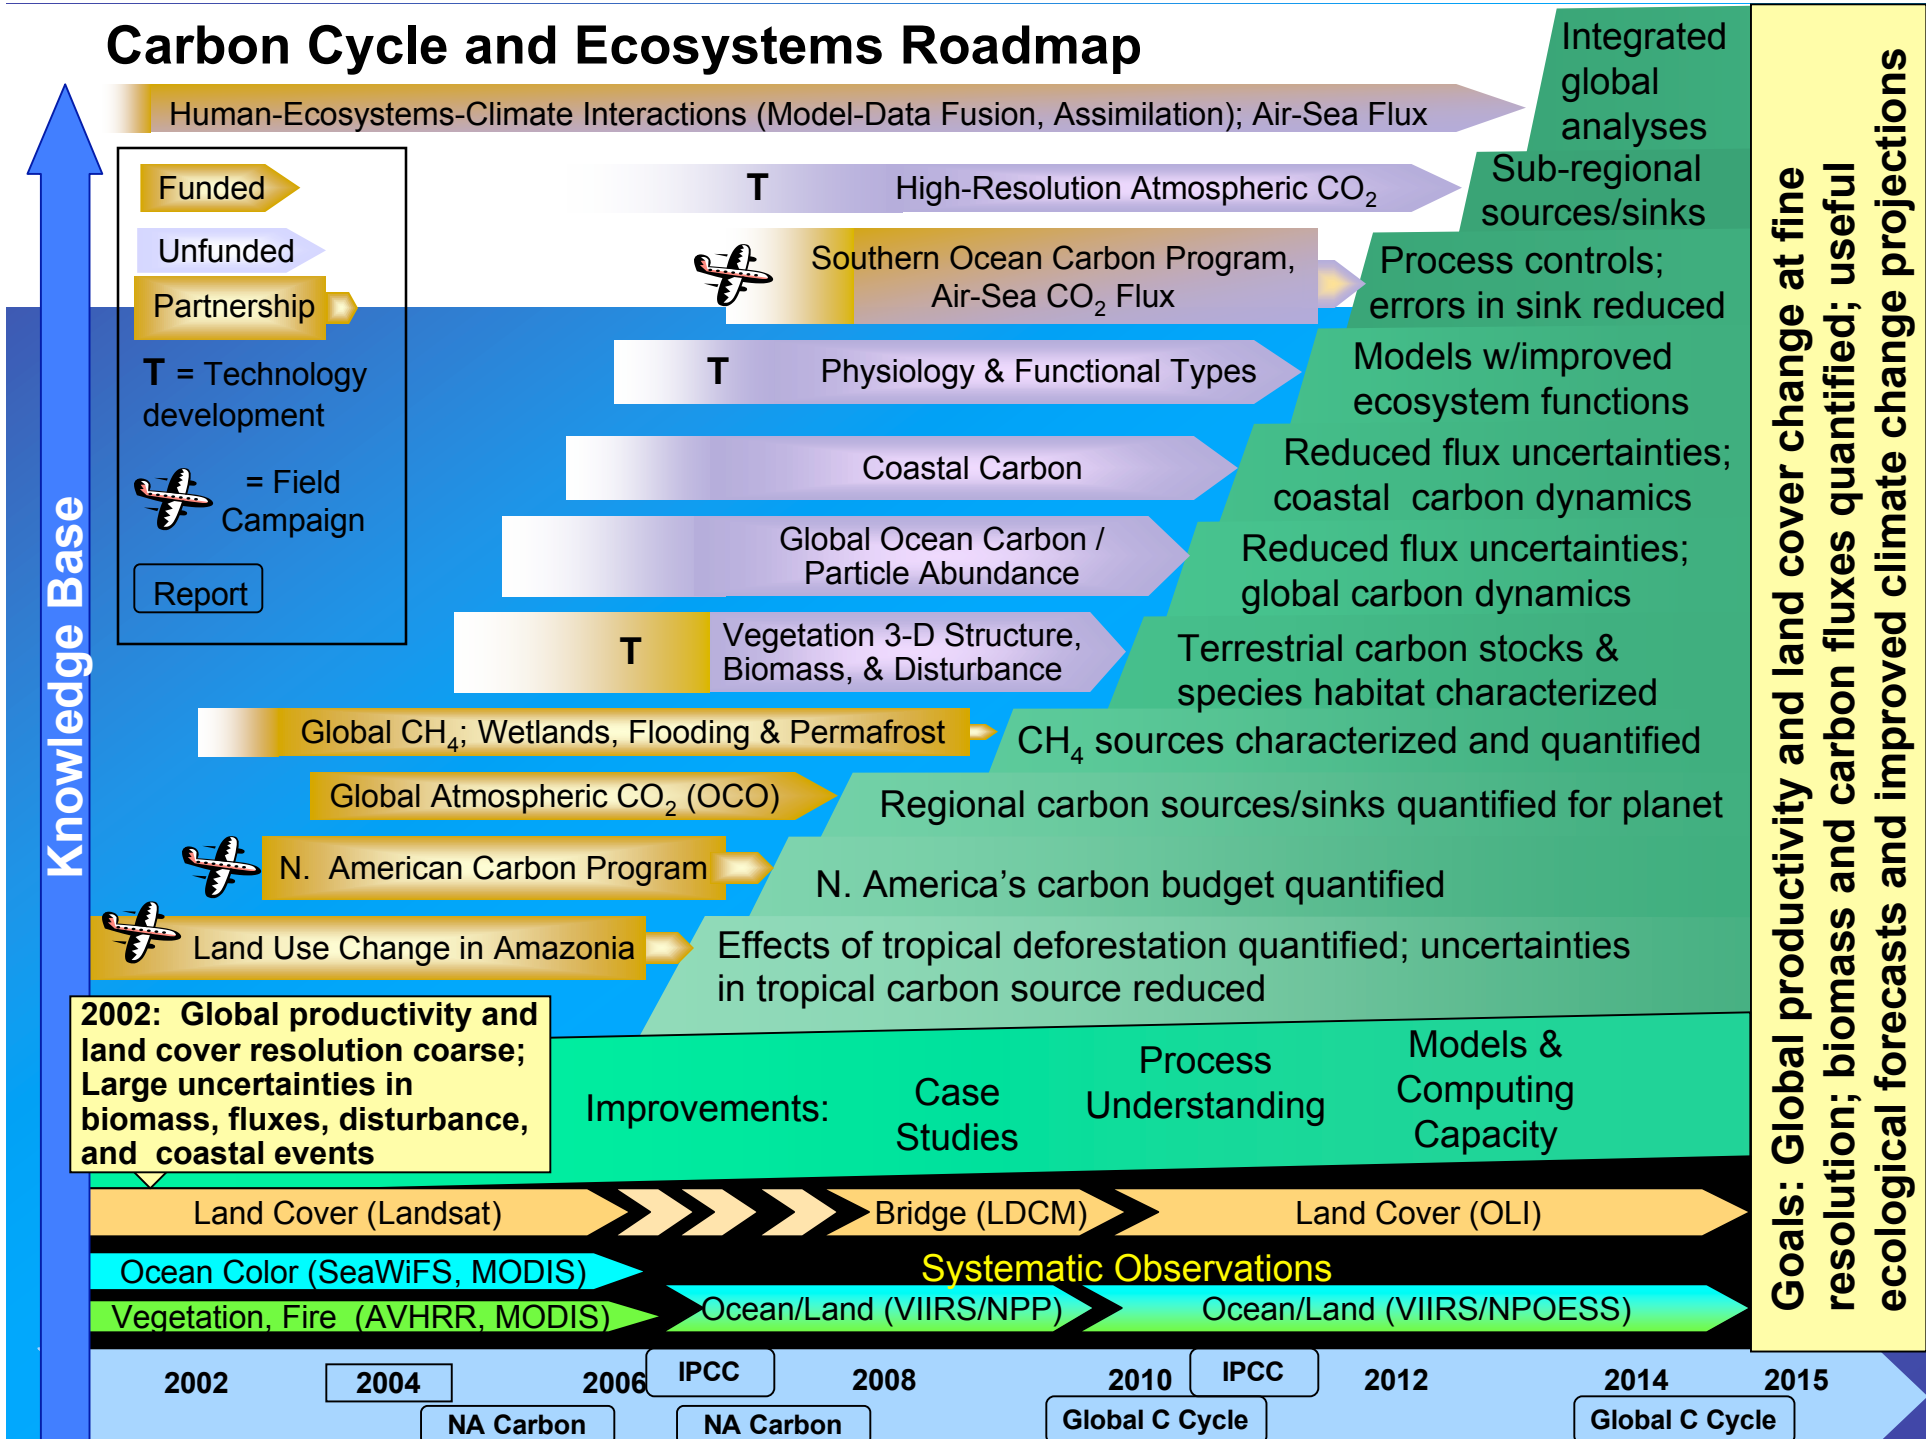 Carbon Cycle and Ecosystems Roadmap
Human-Ecosystems-Climate Interactions (Model-Data Fusion, Assimilation); Air-Sea Flux
Integrated
global
analyses
Funded
Unfunded
Partnership
T = Technology
development
= Field
Campaign
Report
Knowledge Base
T
High-Resolution Atmospheric CO2
Sub-regional
sources/sinks
Southern Ocean Carbon Program,
Air-Sea CO2 Flux
Process controls;
errors in sink reduced
T
Physiology & Functional Types
Models w/improved
ecosystem functions
Coastal Carbon
Reduced flux uncertainties;
coastal carbon dynamics
Global Ocean Carbon /
Particle Abundance
Reduced flux uncertainties;
global carbon dynamics
T
Vegetation 3-D Structure,
Biomass, & Disturbance
Terrestrial carbon stocks &
species habitat characterized
Global CH4; Wetlands, Flooding & Permafrost
CH4 sources characterized and quantified
Global Atmospheric CO2 (OCO)
Regional carbon sources/sinks quantified for planet
N. American Carbon Program
N. America's carbon budget quantified
Land Use Change in Amazonia
Effects of tropical deforestation quantified; uncertainties
in tropical carbon source reduced
2002: Global productivity and
land cover resolution coarse;
Large uncertainties in
biomass, fluxes, disturbance,
and coastal events
Improvements:
Case
Studies
Process
Understanding
Models &
Computing
Capacity
Land Cover (Landsat)
Bridge (LDCM)
Land Cover (OLI)
Ocean Color (SeaWiFS, MODIS)
Systematic Observations
Vegetation, Fire (AVHRR, MODIS)
Ocean/Land (VIIRS/NPP)
Ocean/Land (VIIRS/NPOESS)
2002
2004
2006
IPCC
2008
2010
IPCC
2012
2014
2015
NA Carbon
NA Carbon
Global C Cycle
Global C Cycle
Goals: Global productivity and land cover change at fine
resolution; biomass and carbon fluxes quantified; useful
ecological forecasts and improved climate change projections